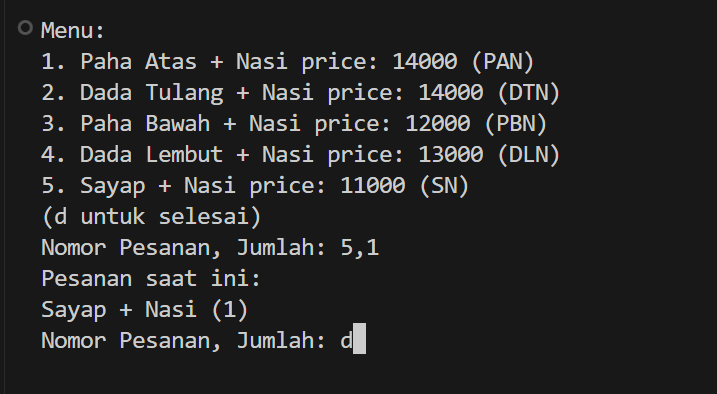 Menu:
1. Paha Atas + Nasi price: 14000 (PAN)
2. Dada Tulang + Nasi price: 14000 (DTN)
3. Paha Bawah + Nasi price: 12000 (PBN)
4. Dada Lembut + Nasi price: 13000 (DLN)
5. Sayap + Nasi price: 11000 (SN)
(d untuk selesai)
Nomor Pesanan, Jumlah: 5,1
Pesanan saat ini:
Sayap + Nasi (1)
Nomor Pesanan, Jumlah: d